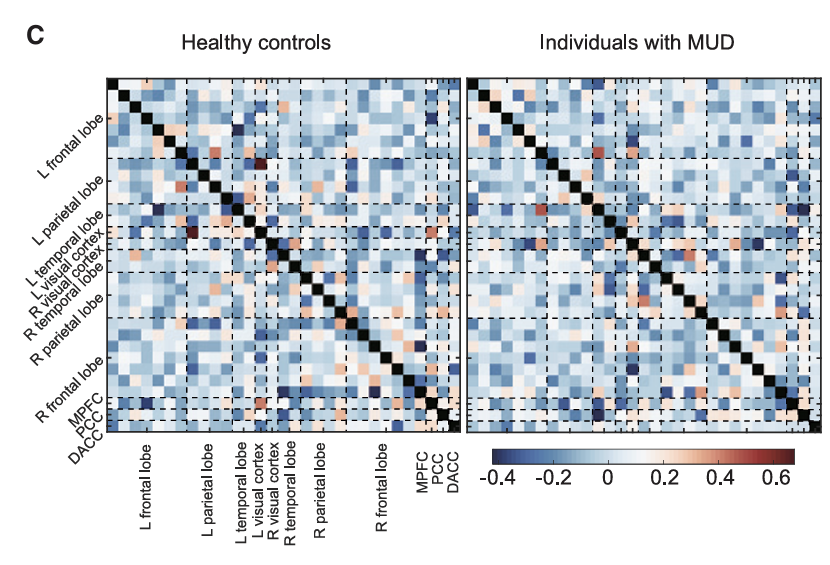 C
Healthy controls
Individuals with MUD
L frontal lobe
L parietal lobe
L temporal lobe
L visual cortex
R visual cortex
R temporal lobe
R parietal lobe
R frontal lobe
MPFC
PCC
DACC
L frontal lobe
L parietal lobe
L temporal lobe
L visual cortex
R visual cortex
R temporal lobe
R parietal lobe
R frontal lobe
MPFC
PCC
DACC
-0.4 -0.2 0 0.2 0.4 0.6